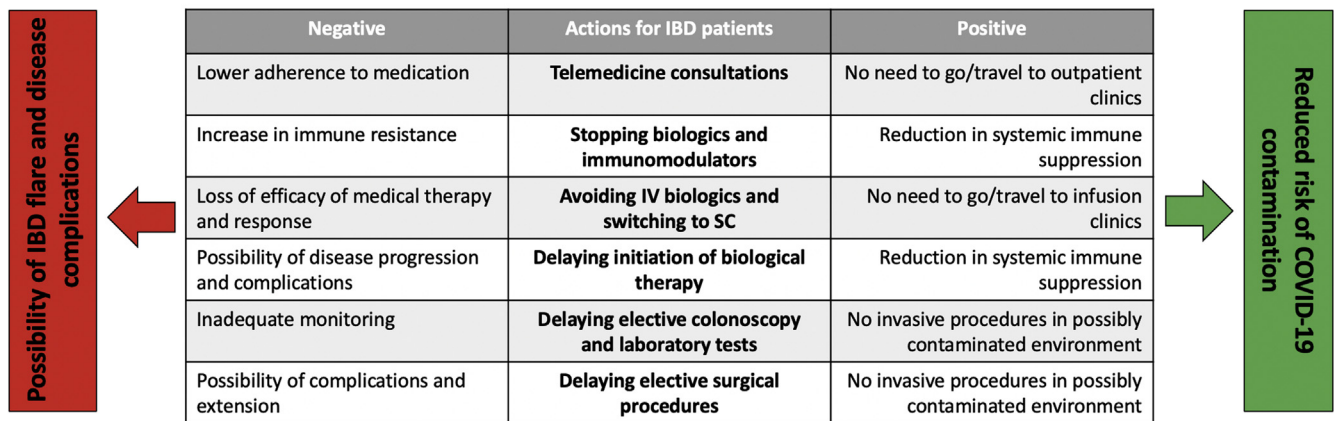 Possibility of IBD flare and disease
complications
Negative
Actions for IBD patients
Positive
Lower adherence to medication
Telemedicine consultations
No need to go/travel to outpatient
clinics
Increase in immune resistance
Stopping biologics and
immunomodulators
Reduction in systemic immune
suppression
Loss of efficacy of medical therapy
and response
Avoiding IV biologics and
switching to SC
No need to go/travel to infusion
clinics
Possibility of disease progression
and complications
Delaying initiation of biological
therapy
Reduction in systemic immune
suppression
Inadequate monitoring
Delaying elective colonoscopy
and laboratory tests
No invasive procedures in possibly
contaminated environment
Possibility of complications and
extension
Delaying elective surgical
procedures
No invasive procedures in possibly
contaminated environment
Reduced risk of COVID-19
contamination